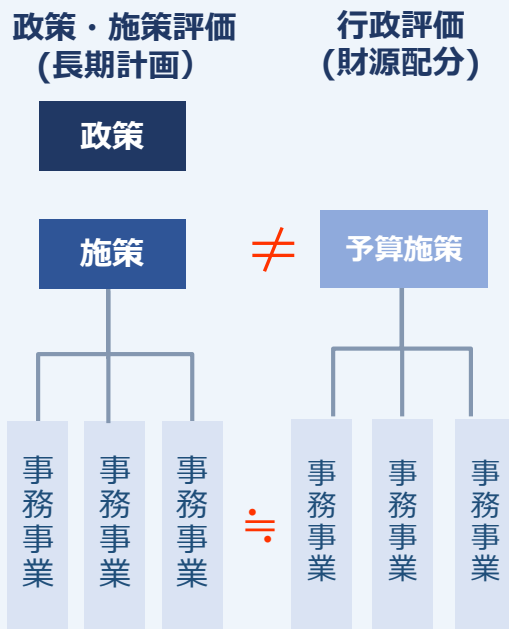 政策・施策評価
(長期計画）
行政評価
(財源配分)
政策
施策
≠
予算施策
事務事業
事務事業
事務事業
≒
事務事業
事務事業
事務事業